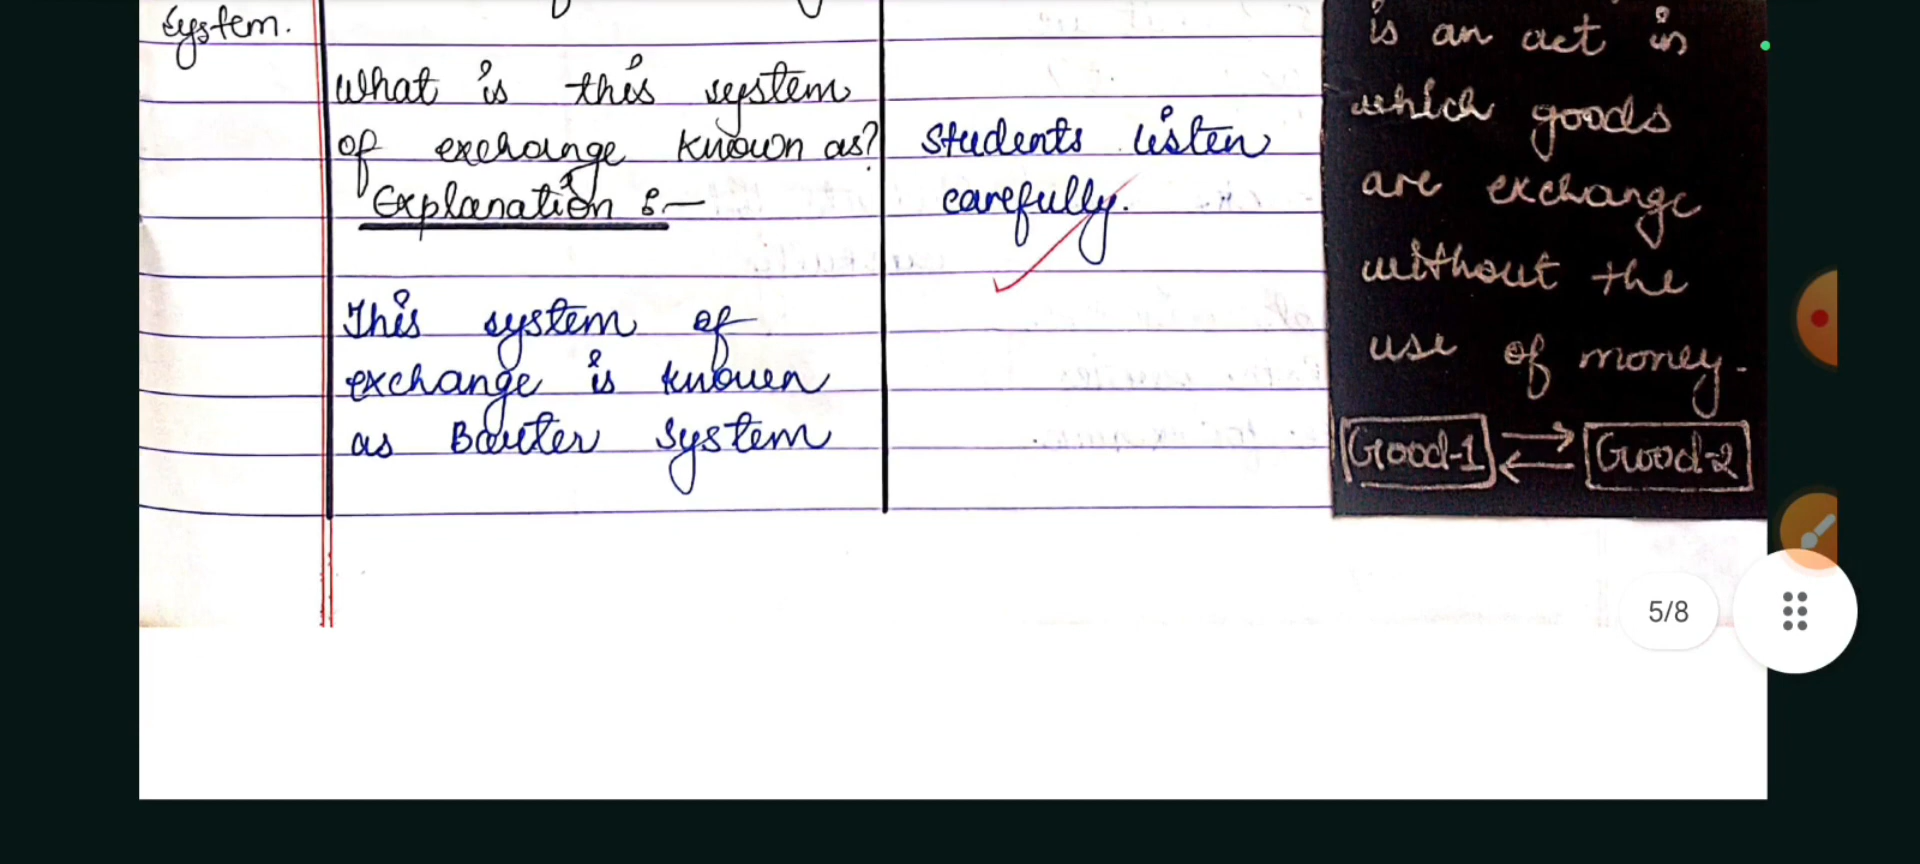 System.
What is this system
of exchange known as?
Explanation :-
This system of
exchange is known
as Barter System
Students listen
carefully.
is an act in
which goods
are exchange
without the
use of money.
Good-1 Good-2
5/8